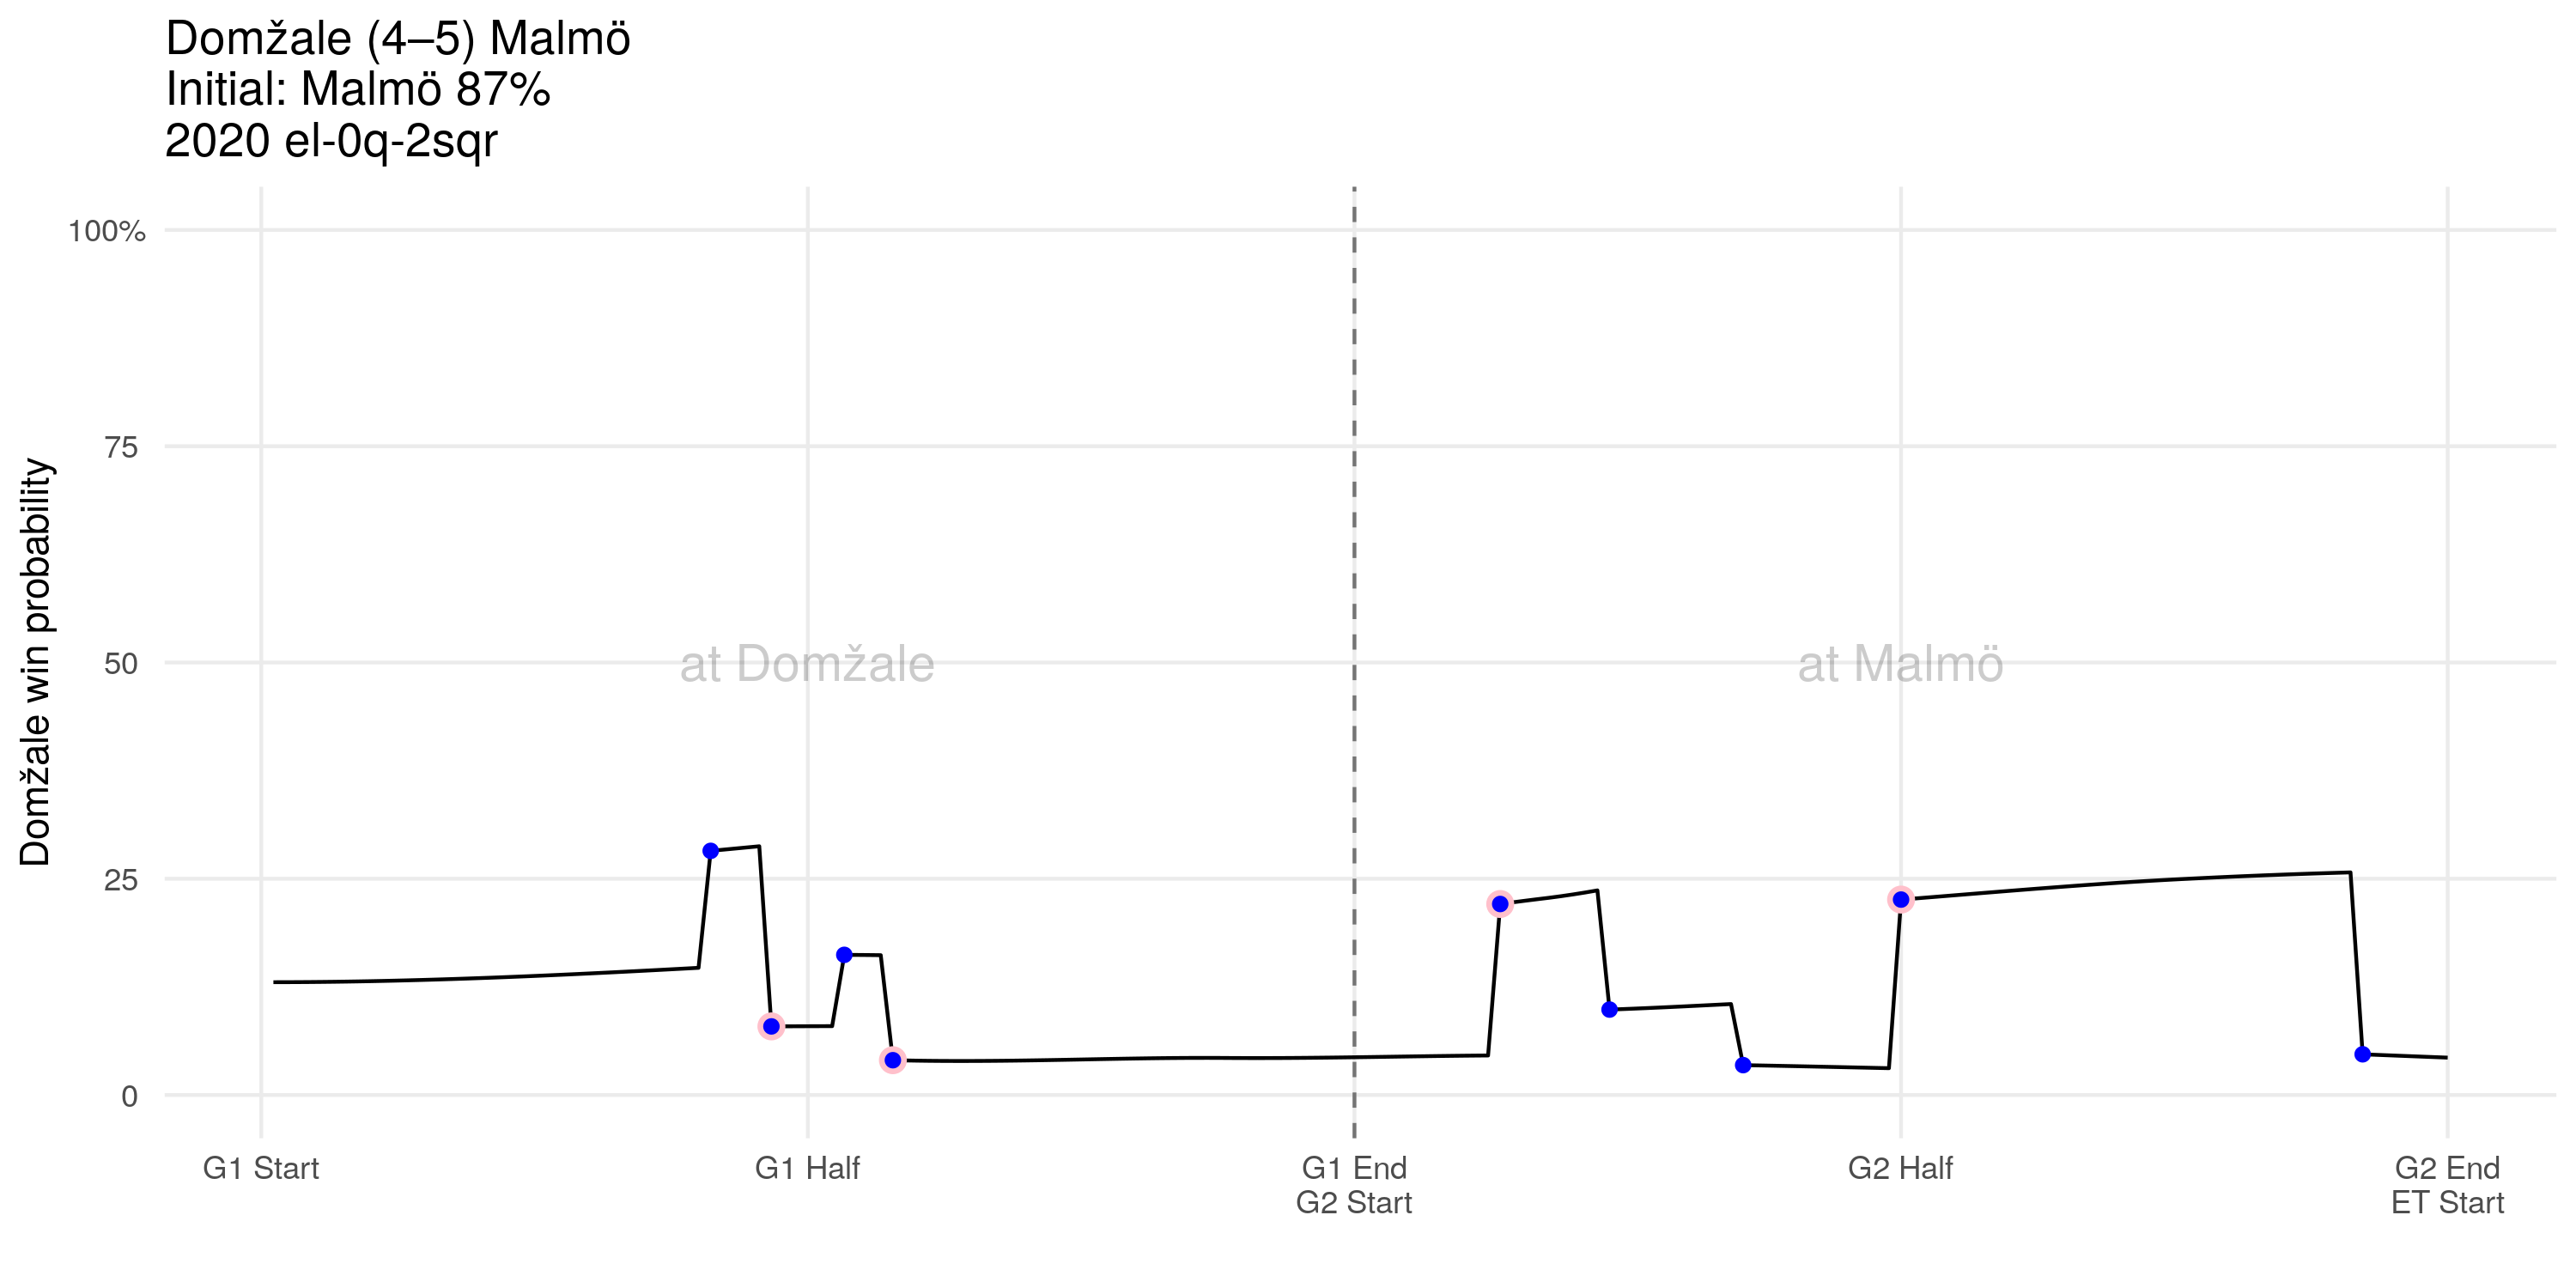 Domžale (4–5) Malmö
Initial: Malmö 87%
2020 el-0q-2sqr
Domžale win probability
100%
75
50
25
0
at Domžale
at Malmö
G1 Start
G1 Half
G1 End
G2 Start
G2 Half
G2 End
ET Start